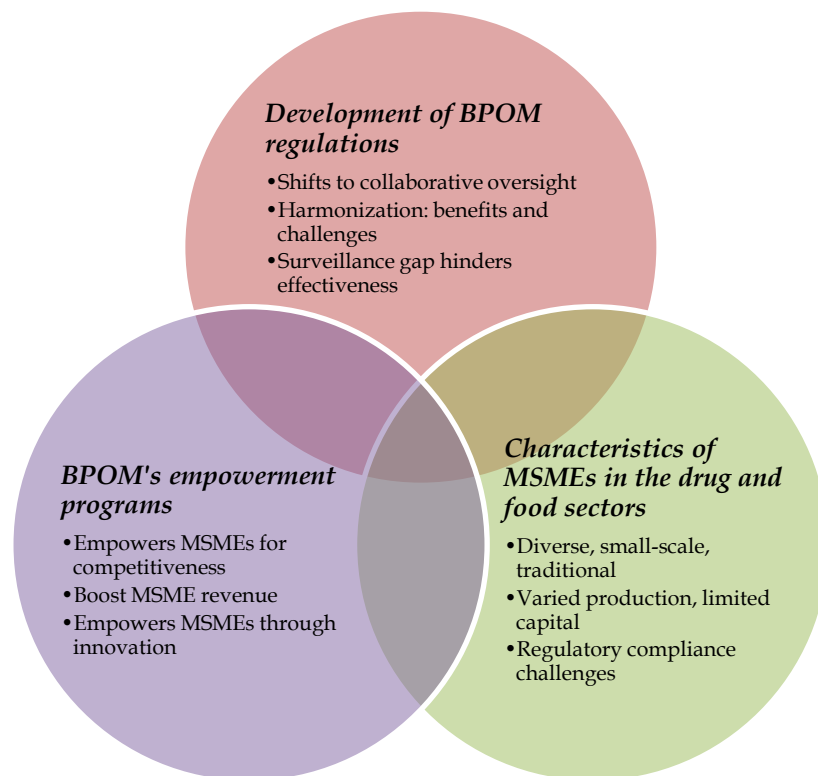 Development of BPOM
regulations
•Shifts to collaborative oversight
•Harmonization: benefits and
challenges
•Surveillance gap hinders
effectiveness
BPOM's empowerment
programs
•Empowers MSMEs for
competitiveness
•Boost MSME revenue
•Empowers MSMEs through
innovation
Characteristics of
MSMEs in the drug and
food sectors
•Diverse, small-scale,
traditional
•Varied production, limited
capital
•Regulatory compliance
challenges